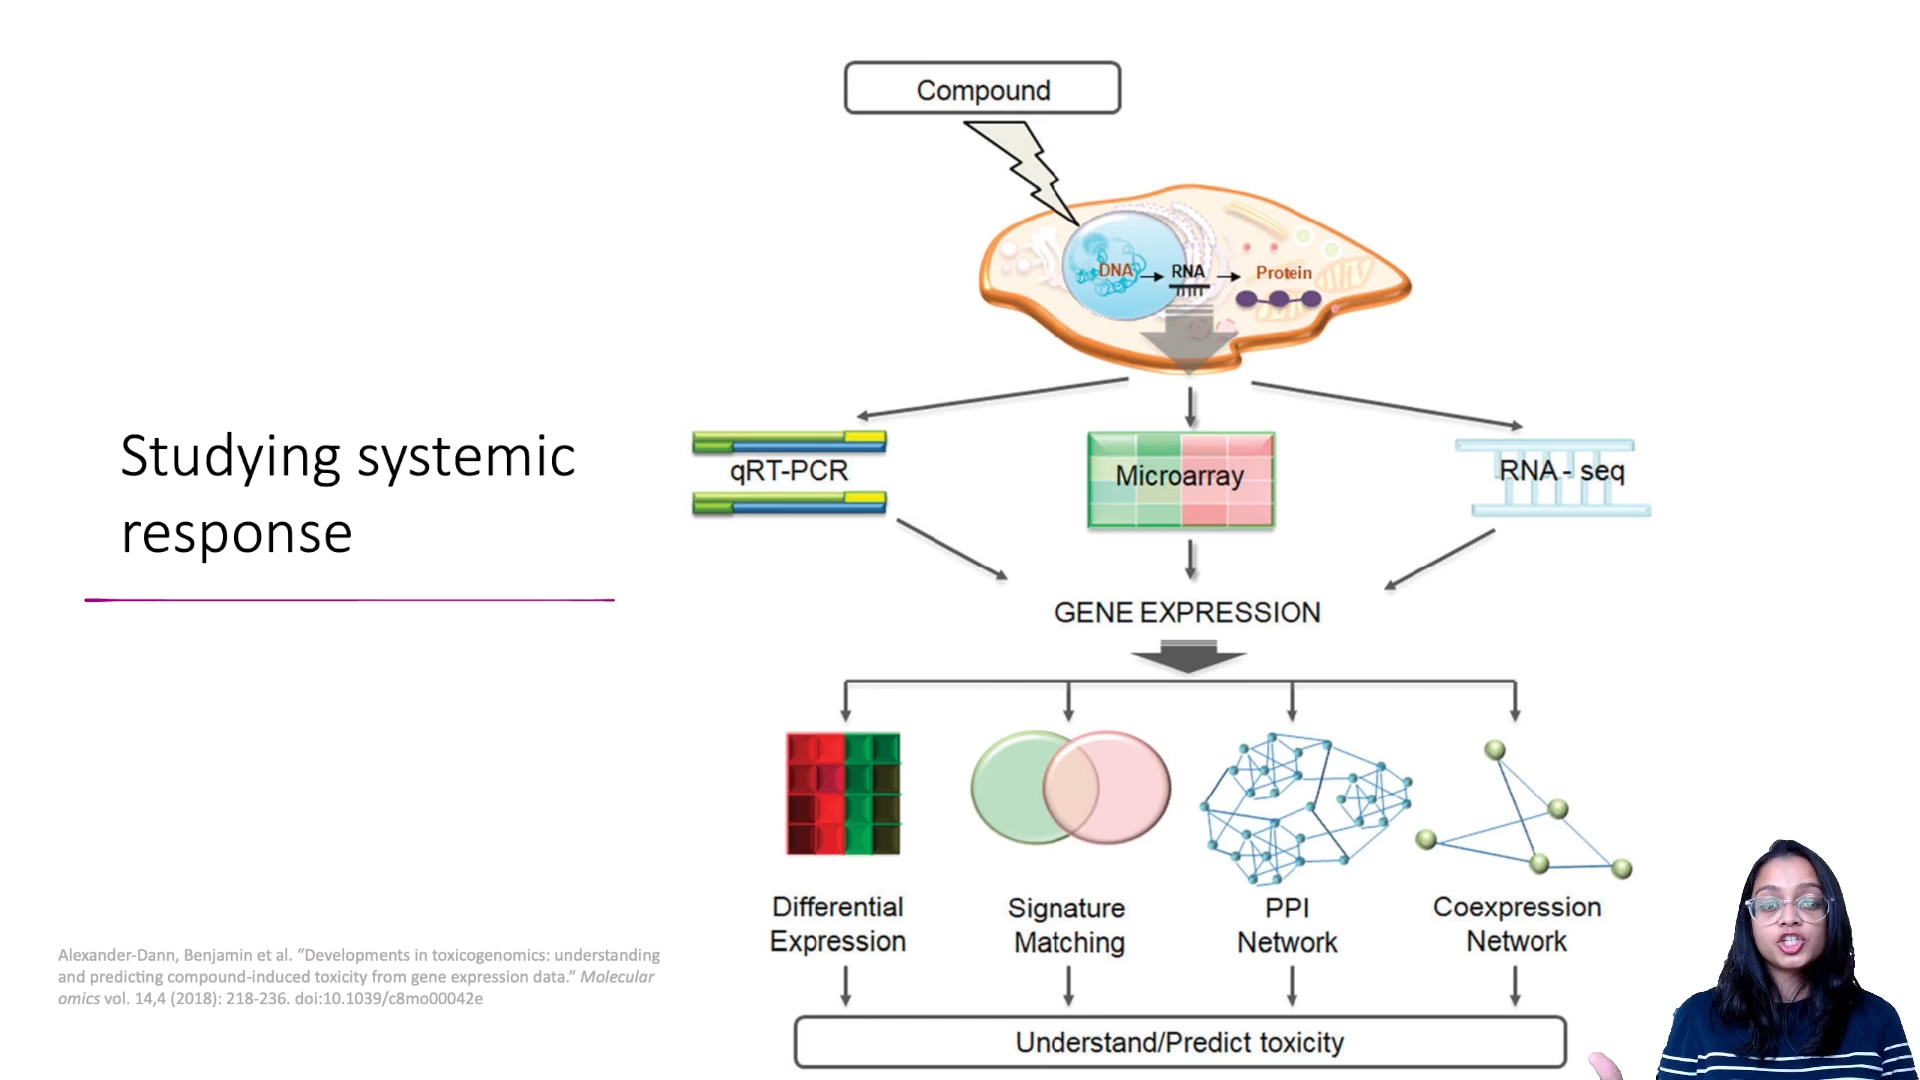 Studying systemic
response
Alexander-Dann, Benjamin et al. “Developments in toxicogenomics: understanding
and predicting compound-induced toxicity from gene expression data.” Molecular
omics vol. 14,4 (2018): 218-236. doi:10.1039/c8mo00042e
Compound
DNA RNA Protein
qRT-PCR
Microarray
RNA - seq
GENE EXPRESSION
Differential
Expression
Signature
Matching
PPI
Network
Coexpression
Network
Understand/Predict toxicity